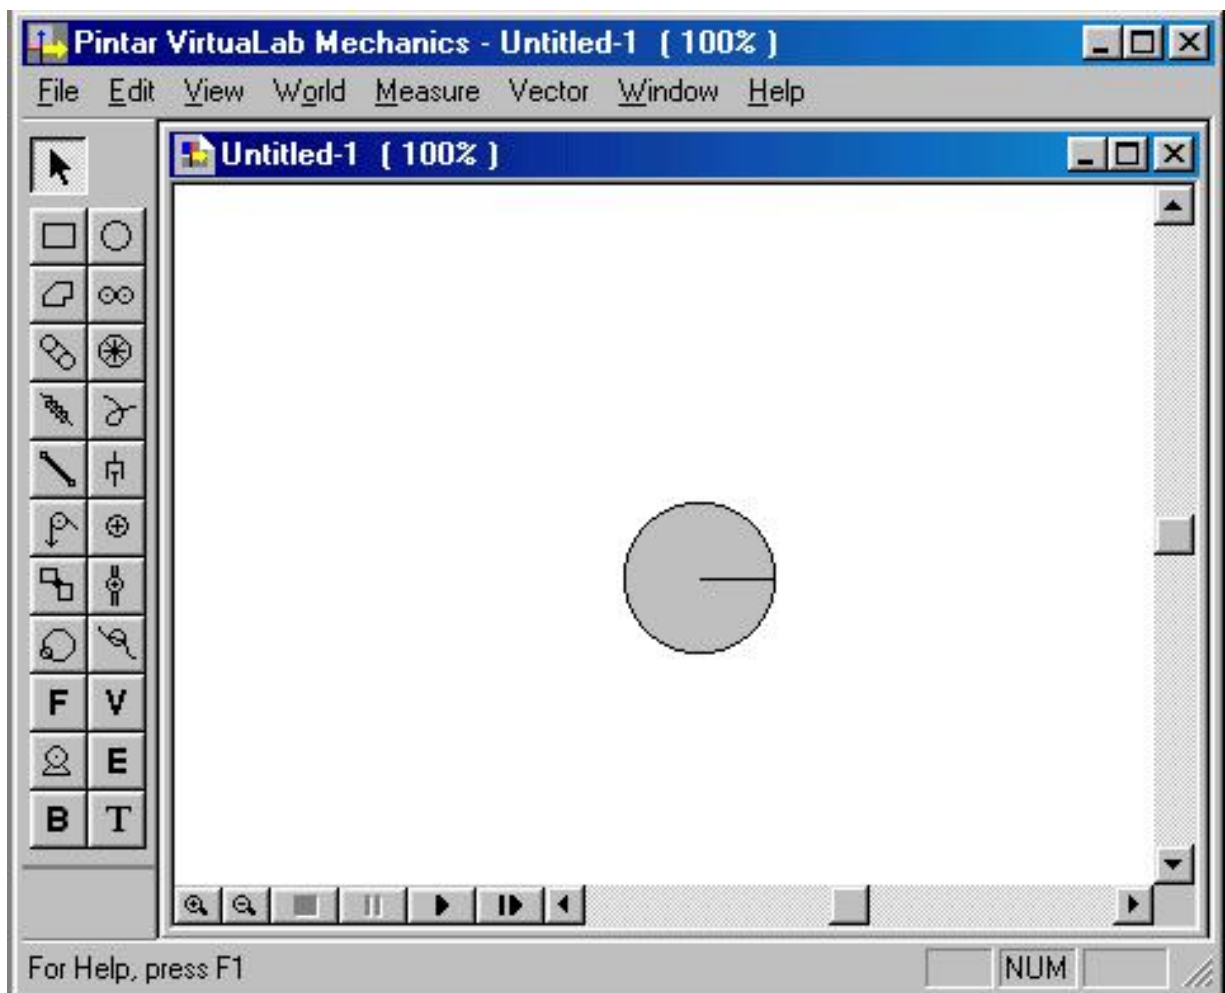 Pintar VirtuaLab Mechanics - Untitled-1 ( 100% )
File Edit View World Measure Vector Window Help
Untitled-1 ( 100% )
F V
E
B T
For Help, press F1 NUM